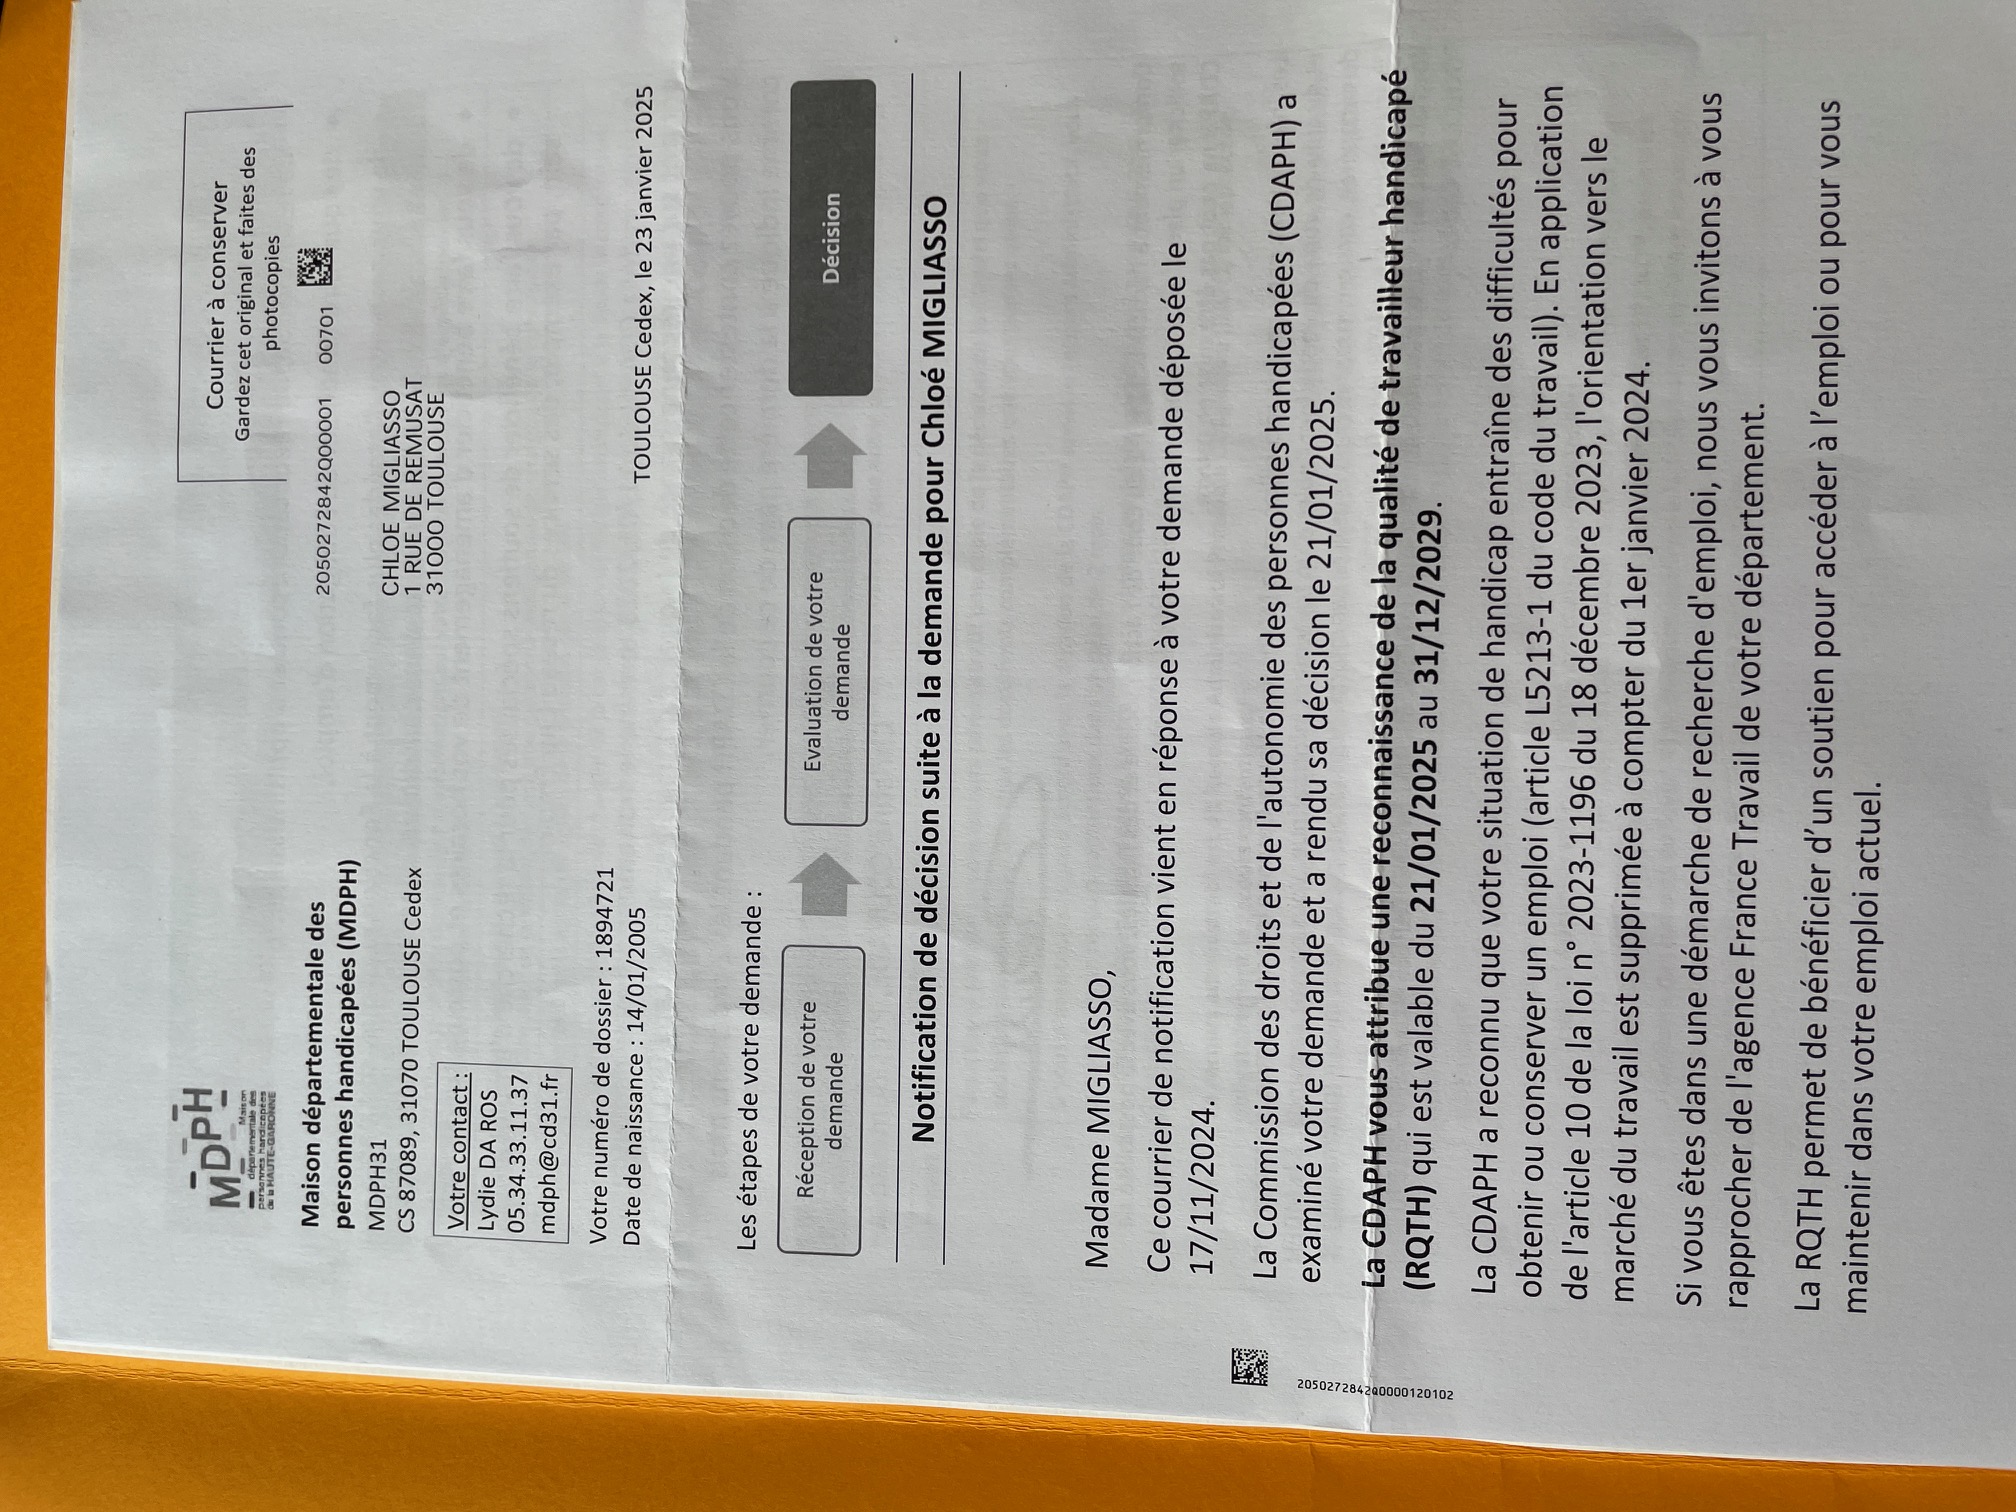 MDPH
Maison
départementale des
personnes handicapées
de la HAUTE-GARONNE
Courrier à conserver
Gardez cet original et faites des
photocopies
Maison départementale des
personnes handicapées (MDPH)
MDPH31
CS 87089, 31070 TOULOUSE Cedex
2050272842Q00001 00701
CHLOE MIGLIASSO
1 RUE DE REMUSAT
31000 TOULOUSE
Votre contact :
Lydie DA ROS
05.34.33.11.37
mdph@cd31.fr
Votre numéro de dossier : 1894721
Date de naissance : 14/01/2005
TOULOUSE Cedex, le 23 janvier 2025
Les étapes de votre demande :
Réception de votre
demande
Evaluation de votre
demande
Décision
Notification de décision suite à la demande pour Chloé MIGLIASSO
Madame MIGLIASSO,
Ce courrier de notification vient en réponse à votre demande déposée le
17/11/2024.
La Commission des droits et de l'autonomie des personnes handicapées (CDAPH) a
examiné votre demande et a rendu sa décision le 21/01/2025.
2050272842Q0000120102
La CDAPH vous attribue une reconnaissance de la qualité de travailleur handicapé
(RQTH) qui est valable du 21/01/2025 au 31/12/2029.
La CDAPH a reconnu que votre situation de handicap entraîne des difficultés pour
obtenir ou conserver un emploi (article L5213-1 du code du travail). En application
de l'article 10 de la loi n° 2023-1196 du 18 décembre 2023, l'orientation vers le
marché du travail est supprimée à compter du 1er janvier 2024.
Si vous êtes dans une démarche de recherche d'emploi, nous vous invitons à vous
rapprocher de l'agence France Travail de votre département.
La RQTH permet de bénéficier d’un soutien pour accéder à l’emploi ou pour vous
maintenir dans votre emploi actuel.